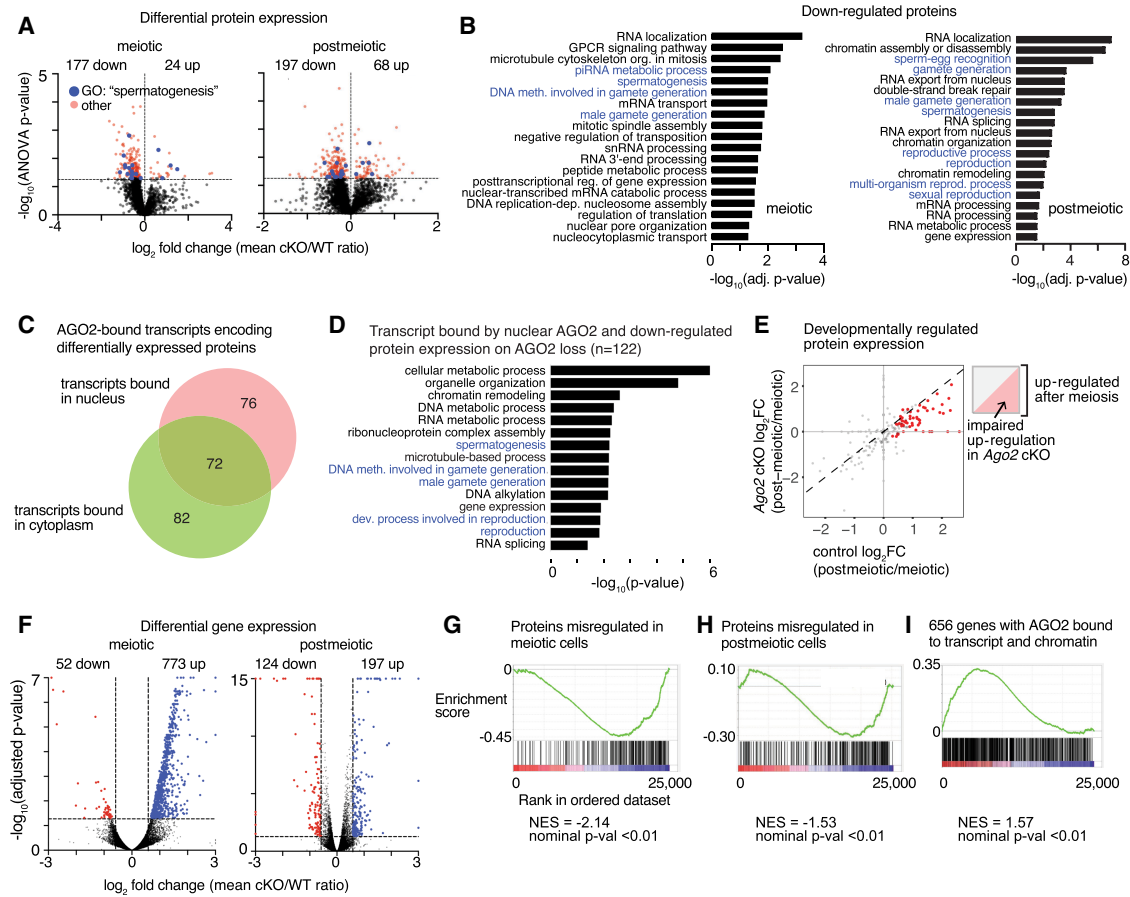 A
Differential protein expression
meiotic
postmeiotic
177 down
24 up
197 down
68 up
5
GO: “spermatogenesis”
other
-log10(ANOVA p-value)
0
-4
0
4
-2
0
2
log2 fold change (mean cKO/WT ratio)
B
Down-regulated proteins
RNA localization
GPCR signaling pathway
microtubule cytoskeleton org. in mitosis
piRNA metabolic process
spermatogenesis
DNA meth. involved in gamete generation
mRNA transport
male gamete generation
mitotic spindle assembly
negative regulation of transposition
snRNA processing
RNA 3'-end processing
peptide metabolic process
posttranscriptional reg. of gene expression
nuclear-transcribed mRNA catabolic process
DNA replication-dep. nucleosome assembly
regulation of translation
nuclear pore organization
nucleocytoplasmic transport
meiotic
0
2
4
-log10(adj. p-value)
RNA localization
chromatin assembly or disassembly
sperm-egg recognition
gamete generation
RNA export from nucleus
double-strand break repair
male gamete generation
spermatogenesis
RNA splicing
RNA export from nucleus
chromatin organization
reproductive process
reproduction
chromatin remodeling
multi-organism reprod. process
sexual reproduction
mRNA processing
RNA processing
RNA metabolic process
gene expression
postmeiotic
0
4
8
-log10(adj. p-value)
C
AGO2-bound transcripts encoding
differentially expressed proteins
transcripts bound
in nucleus
76
72
transcripts bound
in cytoplasm
82
D
Transcript bound by nuclear AGO2 and down-regulated
protein expression on AGO2 loss (n=122)
cellular metabolic process
organelle organization
chromatin remodeling
DNA metabolic process
RNA metabolic process
ribonucleoprotein complex assembly
spermatogenesis
microtubule-based process
DNA meth. involved in gamete generation
male gamete generation
DNA alkylation
gene expression
dev. process involved in reproduction
reproduction
RNA splicing
0
6
-log10(p-value)
E
Developmentally regulated
protein expression
Ago2 cKO log2FC
(post−meiotic/meiotic)
2
0
−2
−2
−1
0
1
2
control log2FC
(postmeiotic/meiotic)
up-regulated
after meiosis
impaired
up-regulation
in Ago2 cKO
F
Differential gene expression
meiotic
postmeiotic
52 down
773 up
124 down
197 up
7
15
-log10(adjusted p-value)
0
0
-3
0
3
-3
0
3
log2 fold change (mean cKO/WT ratio)
G
Proteins misregulated in
meiotic cells
0
Enrichment
score
-0.45
0
25,000
Rank in ordered dataset
NES = -2.14
nominal p-val <0.01
H
Proteins misregulated in
postmeiotic cells
0.10
-0.30
0
25,000
NES = -1.53
nominal p-val <0.01
I
656 genes with AGO2 bound
to transcript and chromatin
0.35
0
0
25,000
NES = 1.57
nominal p-val <0.01